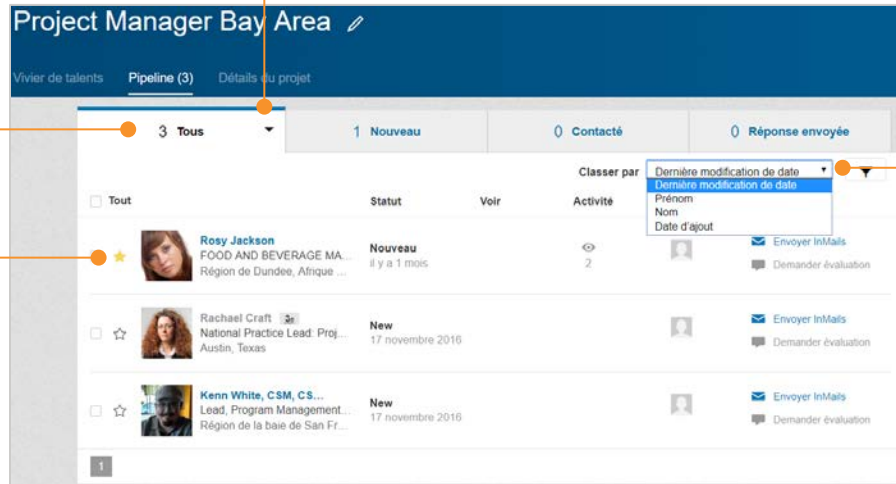 Project Manager Bay Area
Vivier de talents Pipeline (3) Détails du projet
3 Tous 1 Nouveau 0 Contacté 0 Réponse envoyée
Classer par Dernière modification de date
Dernière modification de date
Prénom
Nom
Date d'ajout
Tout Statut Voir Activité
Rosy Jackson
FOOD AND BEVERAGE MA...
Région de Dundee, Afrique ...
Nouveau
il y a 1 mois
2
Envoyer InMails
Demander évaluation
Rachael Craft
National Practice Lead: Proj...
Austin, Texas
New
17 novembre 2016
Envoyer InMails
Demander évaluation
Kenn White, CSM, CS...
Lead, Program Management...
Région de la baie de San Fr...
New
17 novembre 2016
Envoyer InMails
Demander évaluation
1